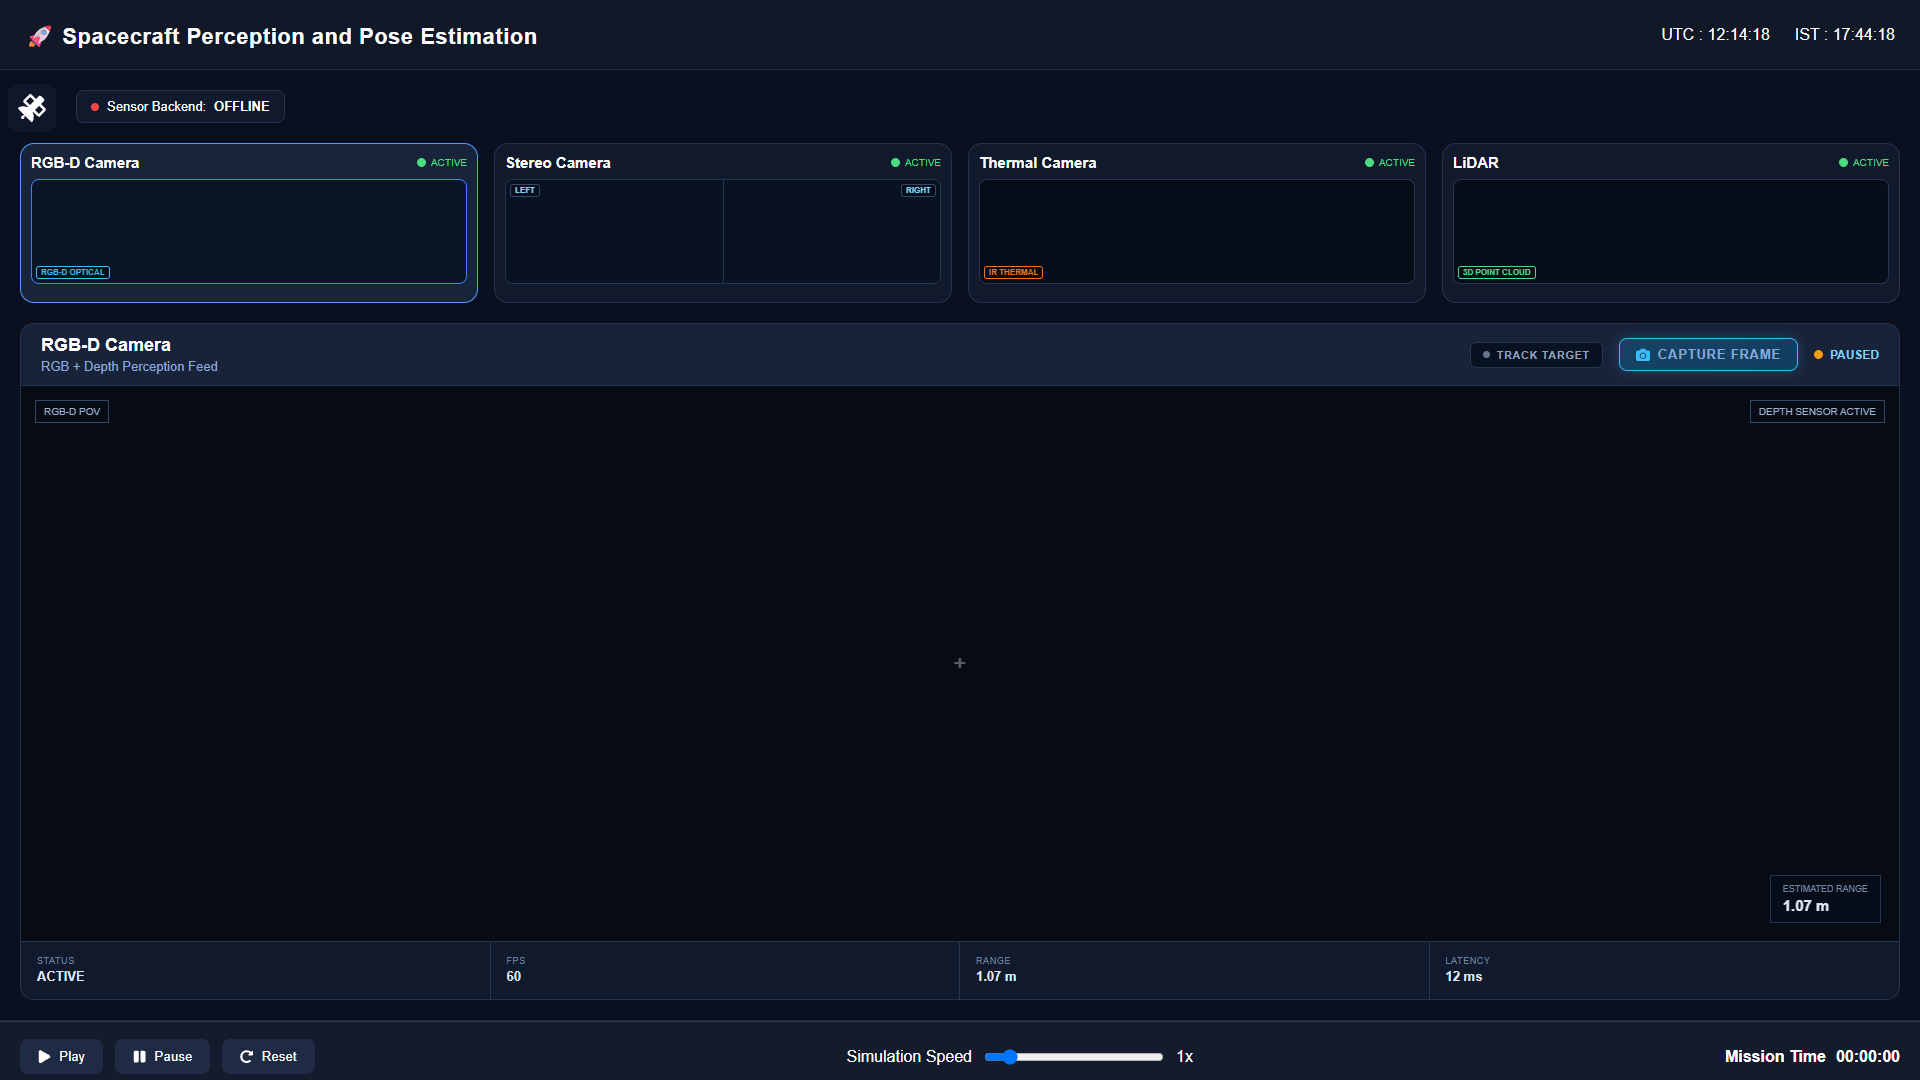 🚀 Spacecraft Perception and Pose Estimation
UTC : 12:14:18 IST : 17:44:18
Sensor Backend: OFFLINE
RGB-D Camera
ACTIVE
RGB-D OPTICAL
Stereo Camera
ACTIVE
LEFT
RIGHT
Thermal Camera
ACTIVE
IR THERMAL
LiDAR
ACTIVE
3D POINT CLOUD
RGB-D Camera
RGB + Depth Perception Feed
TRACK TARGET
CAPTURE FRAME
PAUSED
RGB-D POV
DEPTH SENSOR ACTIVE
+
ESTIMATED RANGE
1.07 m
STATUS
ACTIVE
FPS
60
RANGE
1.07 m
LATENCY
12 ms
Play
Pause
Reset
Simulation Speed 1x
Mission Time 00:00:00